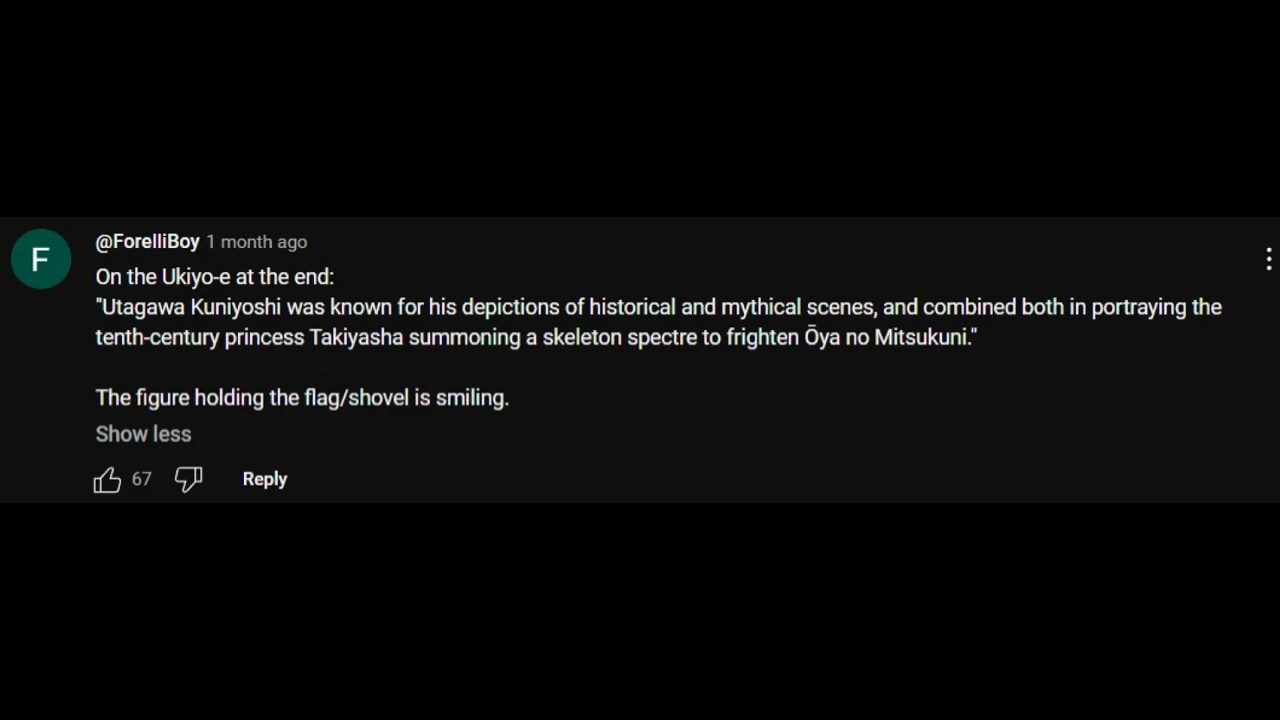 F
@ForelliBoy 1 month ago
On the Ukiyo-e at the end:
"Utagawa Kuniyoshi was known for his depictions of historical and mythical scenes, and combined both in portraying the
tenth-century princess Takiyasha summoning a skeleton spectre to frighten Ōya no Mitsukuni."
The figure holding the flag/shovel is smiling.
Show less
67 Reply